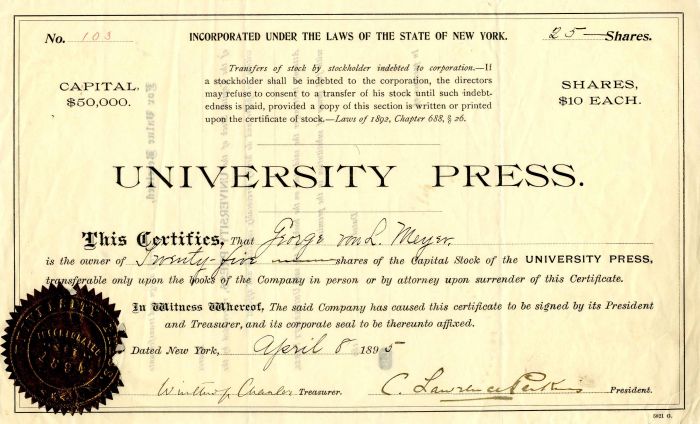 No. 103
INCORPORATED UNDER THE LAWS OF THE STATE OF NEW YORK.
25 Shares.
CAPITAL, $50,000.
Transfers of stock by stockholder indebted to corporation.—If
a stockholder shall be indebted to the corporation, the directors
may refuse to consent to a transfer of his stock until such indebt-
edness is paid, provided a copy of this section is written or printed
upon the certificate of stock.—Laws of 1892, Chapter 688, § 26.
SHARES, $10 EACH.
UNIVERSITY PRESS.
This Certifies, That George von L. Meyer
is the owner of Twenty-five shares of the Capital Stock of the UNIVERSITY PRESS,
transferable only upon the books of the Company in person or by attorney upon surrender of this Certificate.
In Witness Whereof, The said Company has caused this certificate to be signed by its President
and Treasurer, and its corporate seal to be thereunto affixed.
Dated New York, April 8 1895
Winthrop Chanler Treasurer. C. Lawrence Perkins President.
5021 G.